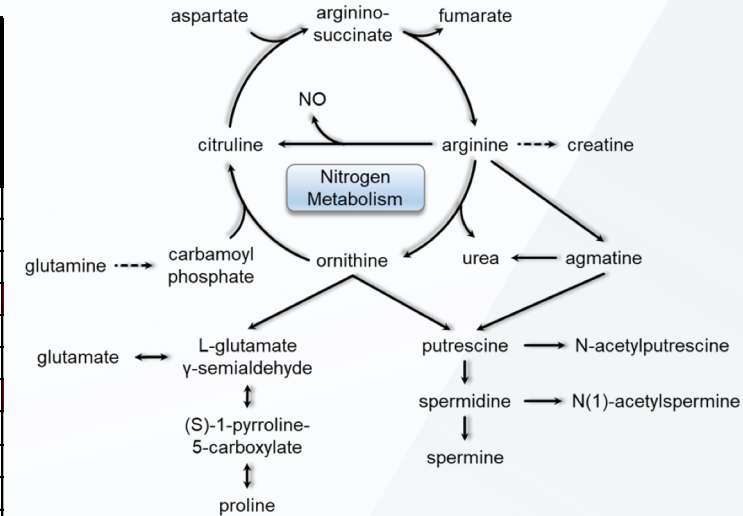 aspartate
arginino-
succinate
fumarate
NO
citruline
arginine
creatine
Nitrogen
Metabolism
glutamine
carbamoyl
phosphate
ornithine
urea
agmatine
glutamate
L-glutamate
γ-semialdehyde
putrescine
N-acetylputrescine
(S)-1-pyrroline-
5-carboxylate
spermidine
N(1)-acetylspermine
spermine
proline